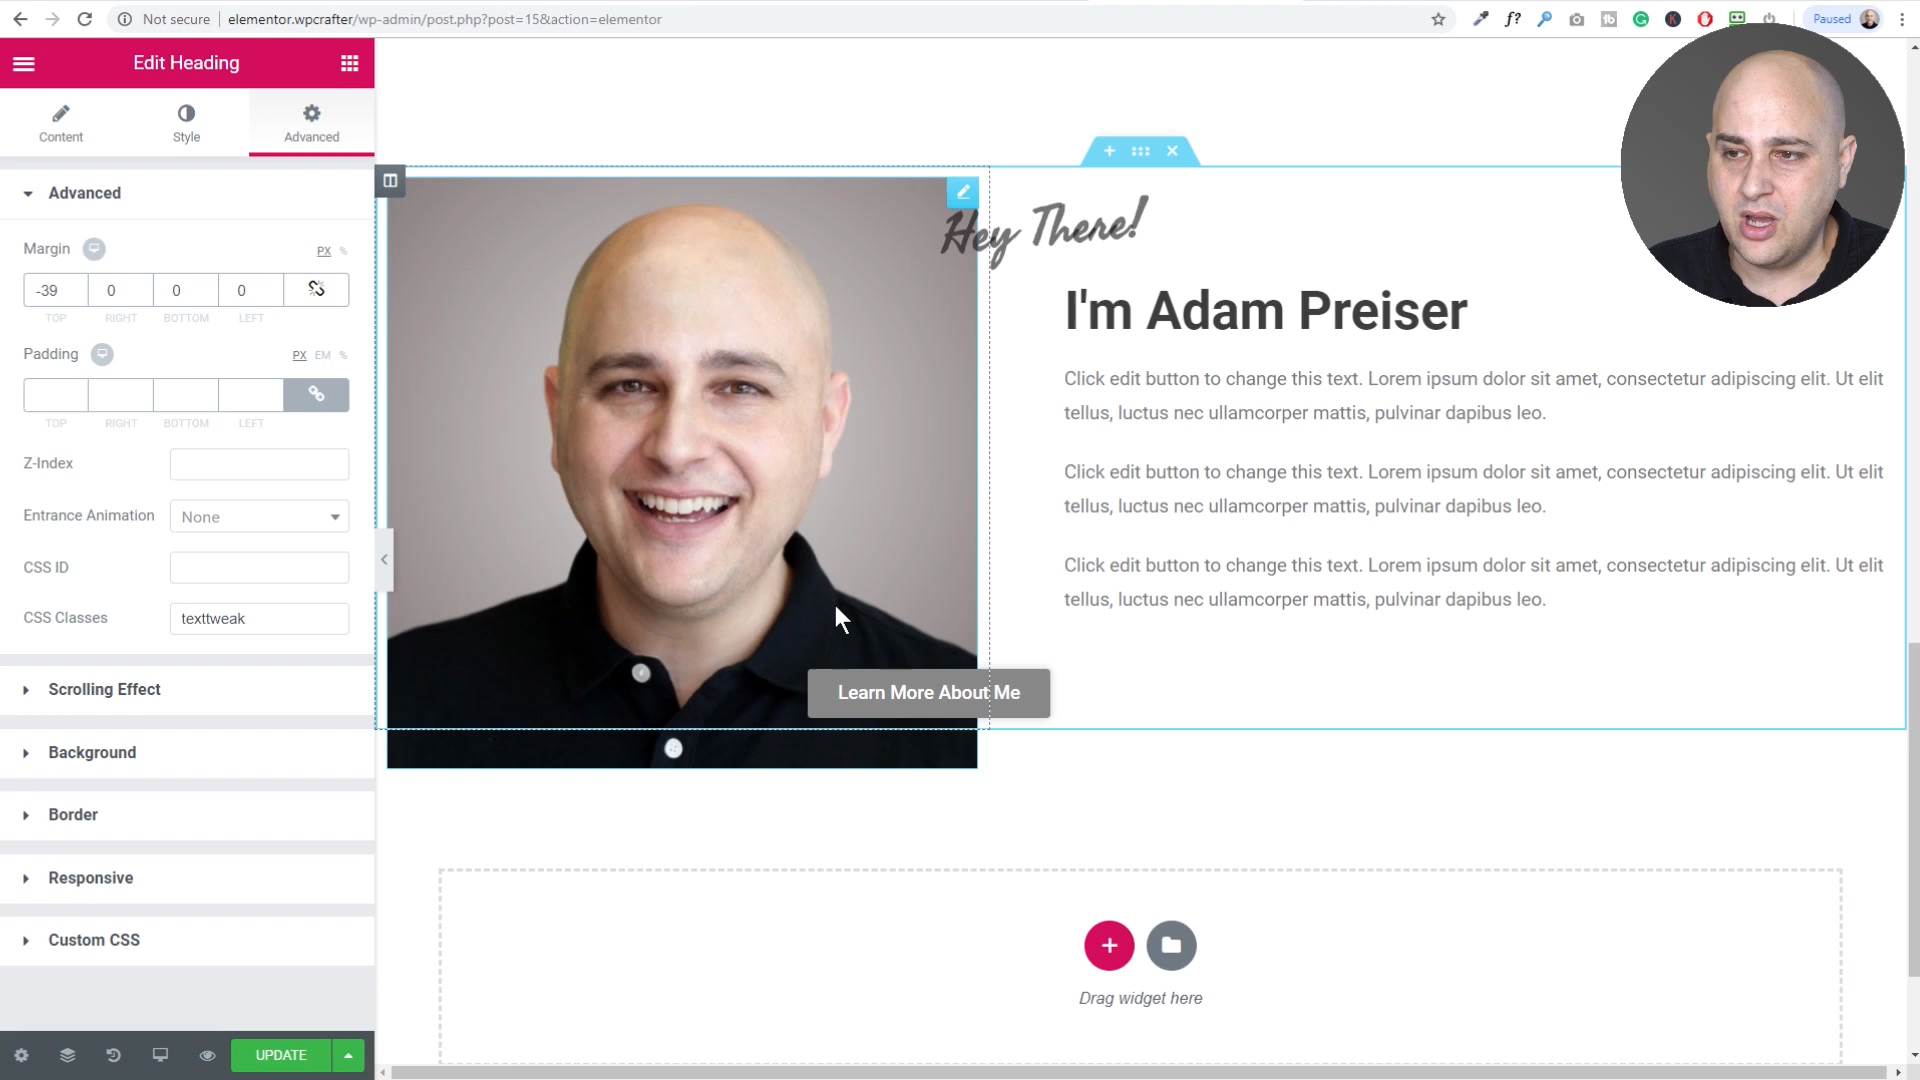 Not secure
elementor.wpcrafter/wp-admin/post.php?post=15&action=elementor
f?
Paused
Edit Heading
Content
Style
Advanced
Advanced
Margin
PX %
-39 0 0 0
TOP RIGHT BOTTOM LEFT
Padding
PX EM %
TOP RIGHT BOTTOM LEFT
Z-Index
Entrance Animation
None
CSS ID
CSS Classes
texttweak
Scrolling Effect
Background
Border
Responsive
Custom CSS
UPDATE
Hey There!
I'm Adam Preiser
Click edit button to change this text. Lorem ipsum dolor sit amet, consectetur adipiscing elit. Ut elit
tellus, luctus nec ullamcorper mattis, pulvinar dapibus leo.
Click edit button to change this text. Lorem ipsum dolor sit amet, consectetur adipiscing elit. Ut elit
tellus, luctus nec ullamcorper mattis, pulvinar dapibus leo.
Click edit button to change this text. Lorem ipsum dolor sit amet, consectetur adipiscing elit. Ut elit
tellus, luctus nec ullamcorper mattis, pulvinar dapibus leo.
Learn More About Me
Drag widget here